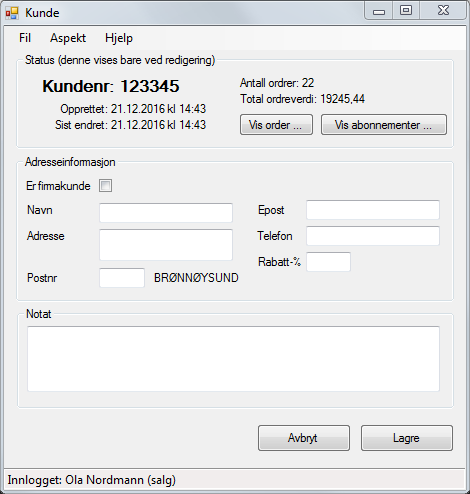 Kunde
Fil Aspekt Hjelp
Status (denne vises bare ved redigering)
Kundenr: 123345
Opprettet: 21.12.2016 kl 14:43
Sist endret: 21.12.2016 kl 14:43
Antall ordrer: 22
Total ordreverdi: 19245,44
Vis order ... Vis abonnementer ...
Adresseinformasjon
Er firmakunde
Navn
Adresse
Postnr BRØNNØYSUND
Epost
Telefon
Rabatt-%
Notat
Avbryt Lagre
Innlogget: Ola Nordmann (salg)